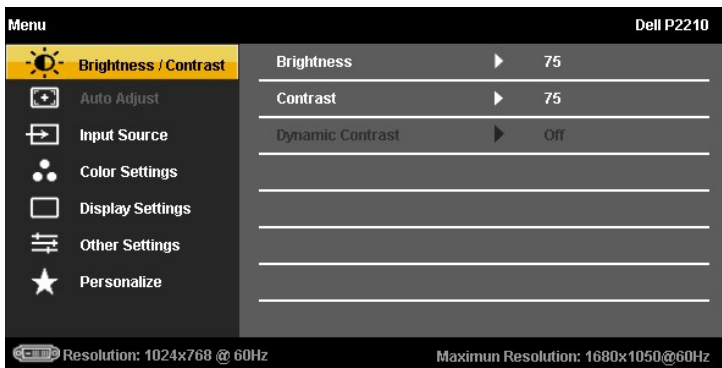 Menu Dell P2210
Brightness / Contrast Brightness 75
Auto Adjust Contrast 75
Input Source Dynamic Contrast Off
Color Settings
Display Settings
Other Settings
Personalize
Resolution: 1024x768 @ 60Hz Maximun Resolution: 1680x1050@60Hz